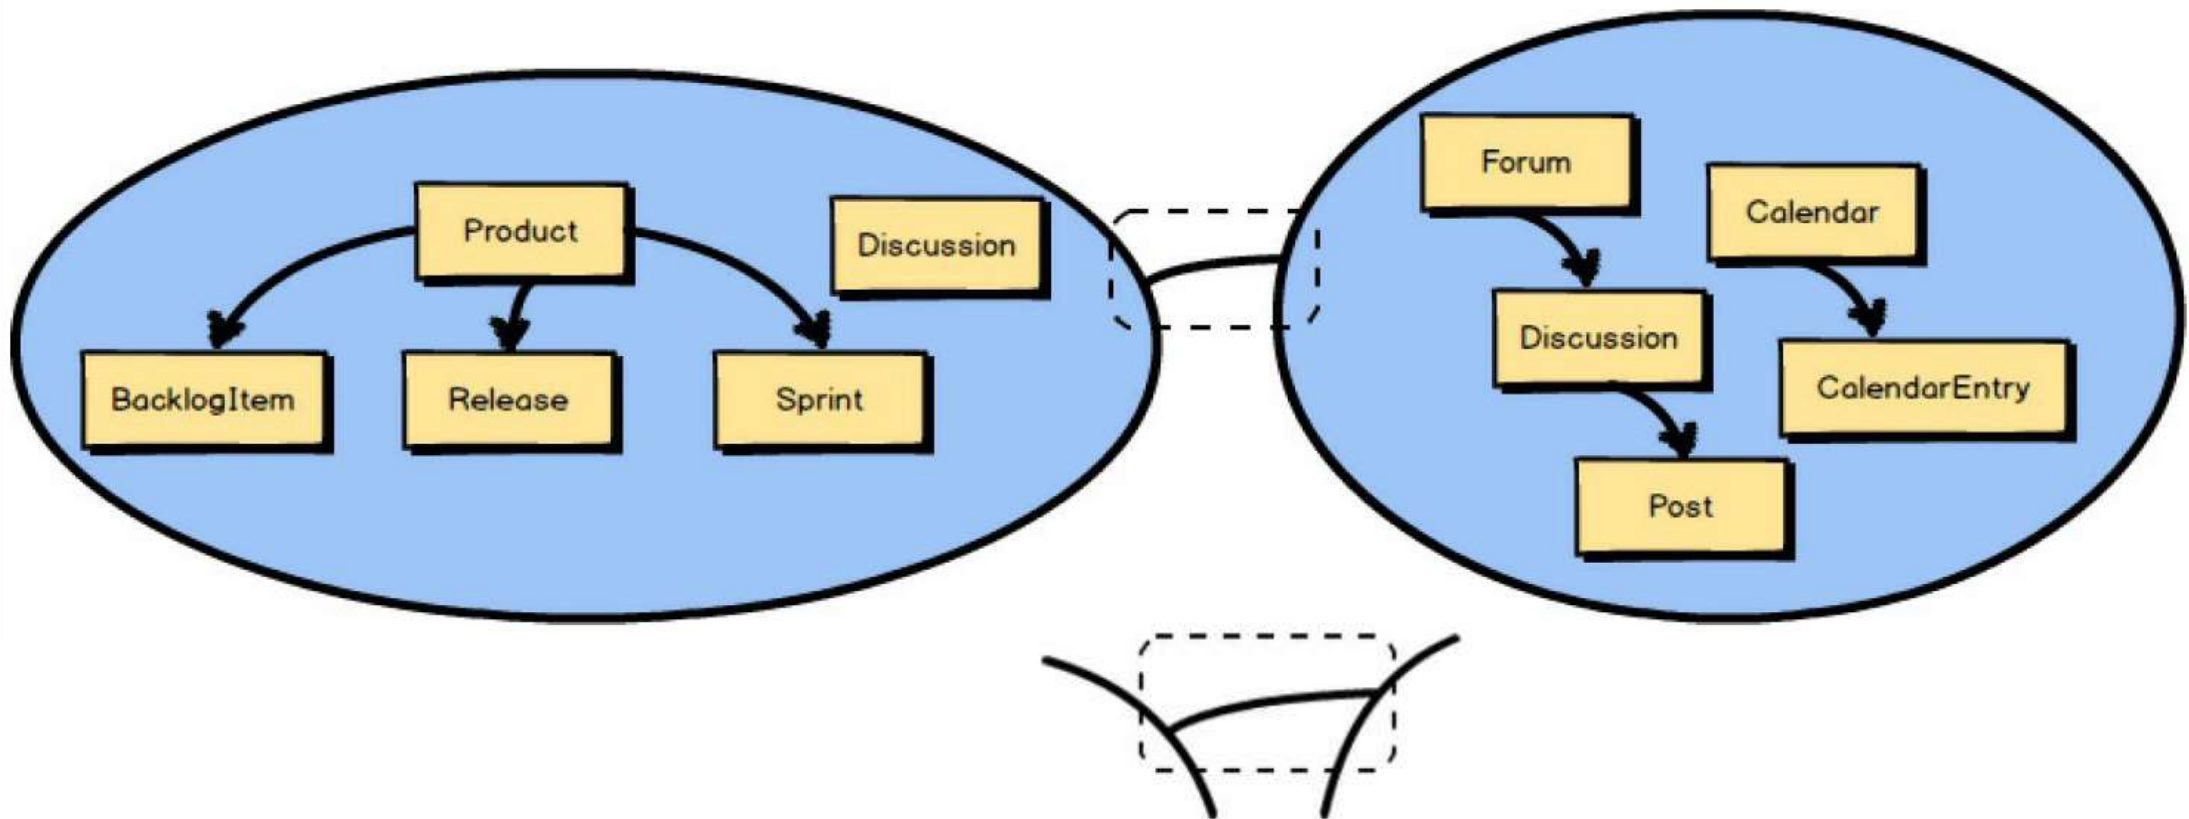 Product
Discussion
BacklogItem
Release
Sprint
Forum
Calendar
Discussion
CalendarEntry
Post